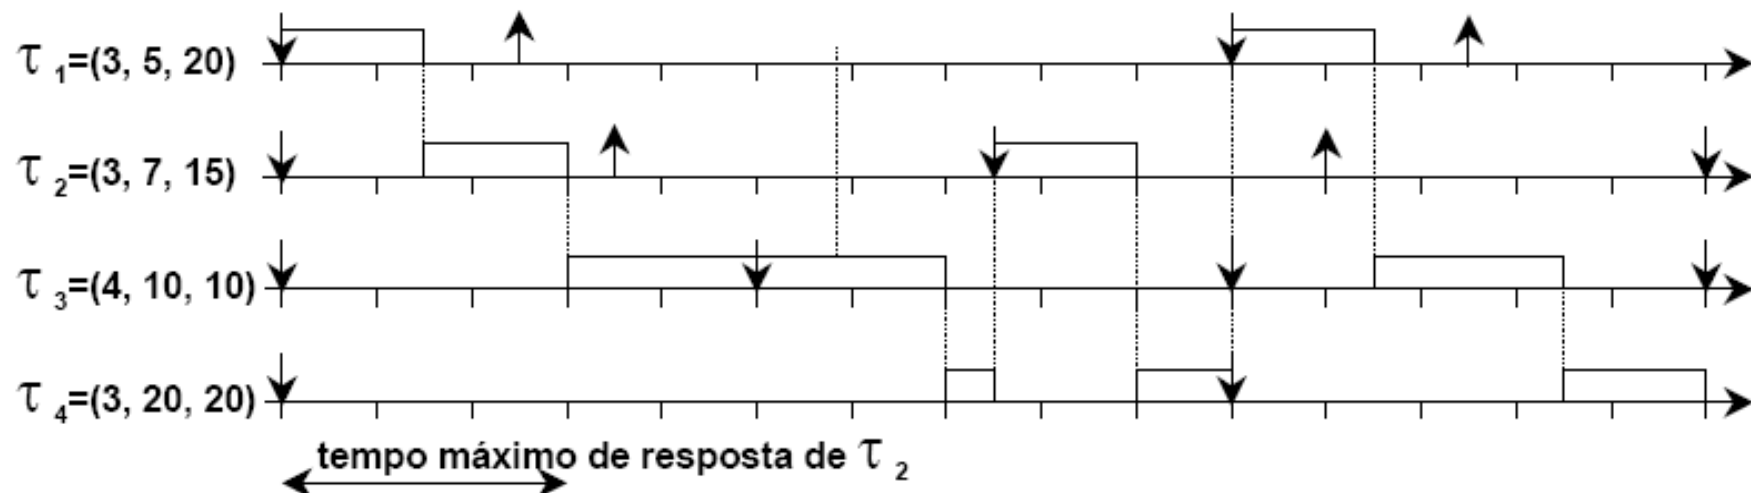 τ 1=(3, 5, 20)
τ 2=(3, 7, 15)
τ 3=(4, 10, 10)
τ 4=(3, 20, 20)
tempo máximo de resposta de τ 2